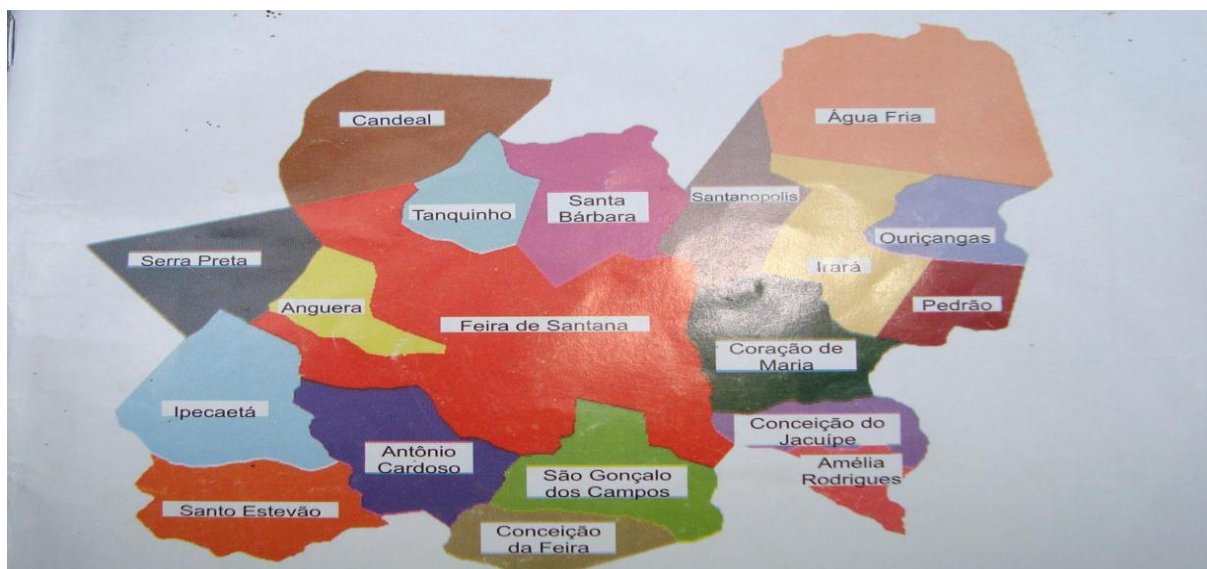 Candeal
Água Fria
Tanquinho
Santa
Bárbara
Santanopolis
Ouriçangas
Serra Preta
Irará
Anguera
Pedrão
Feira de Santana
Coração de
Maria
Ipecaetá
Conceição do
Jacuípe
Antônio
Cardoso
Amélia
Rodrigues
São Gonçalo
dos Campos
Santo Estevão
Conceição
da Feira